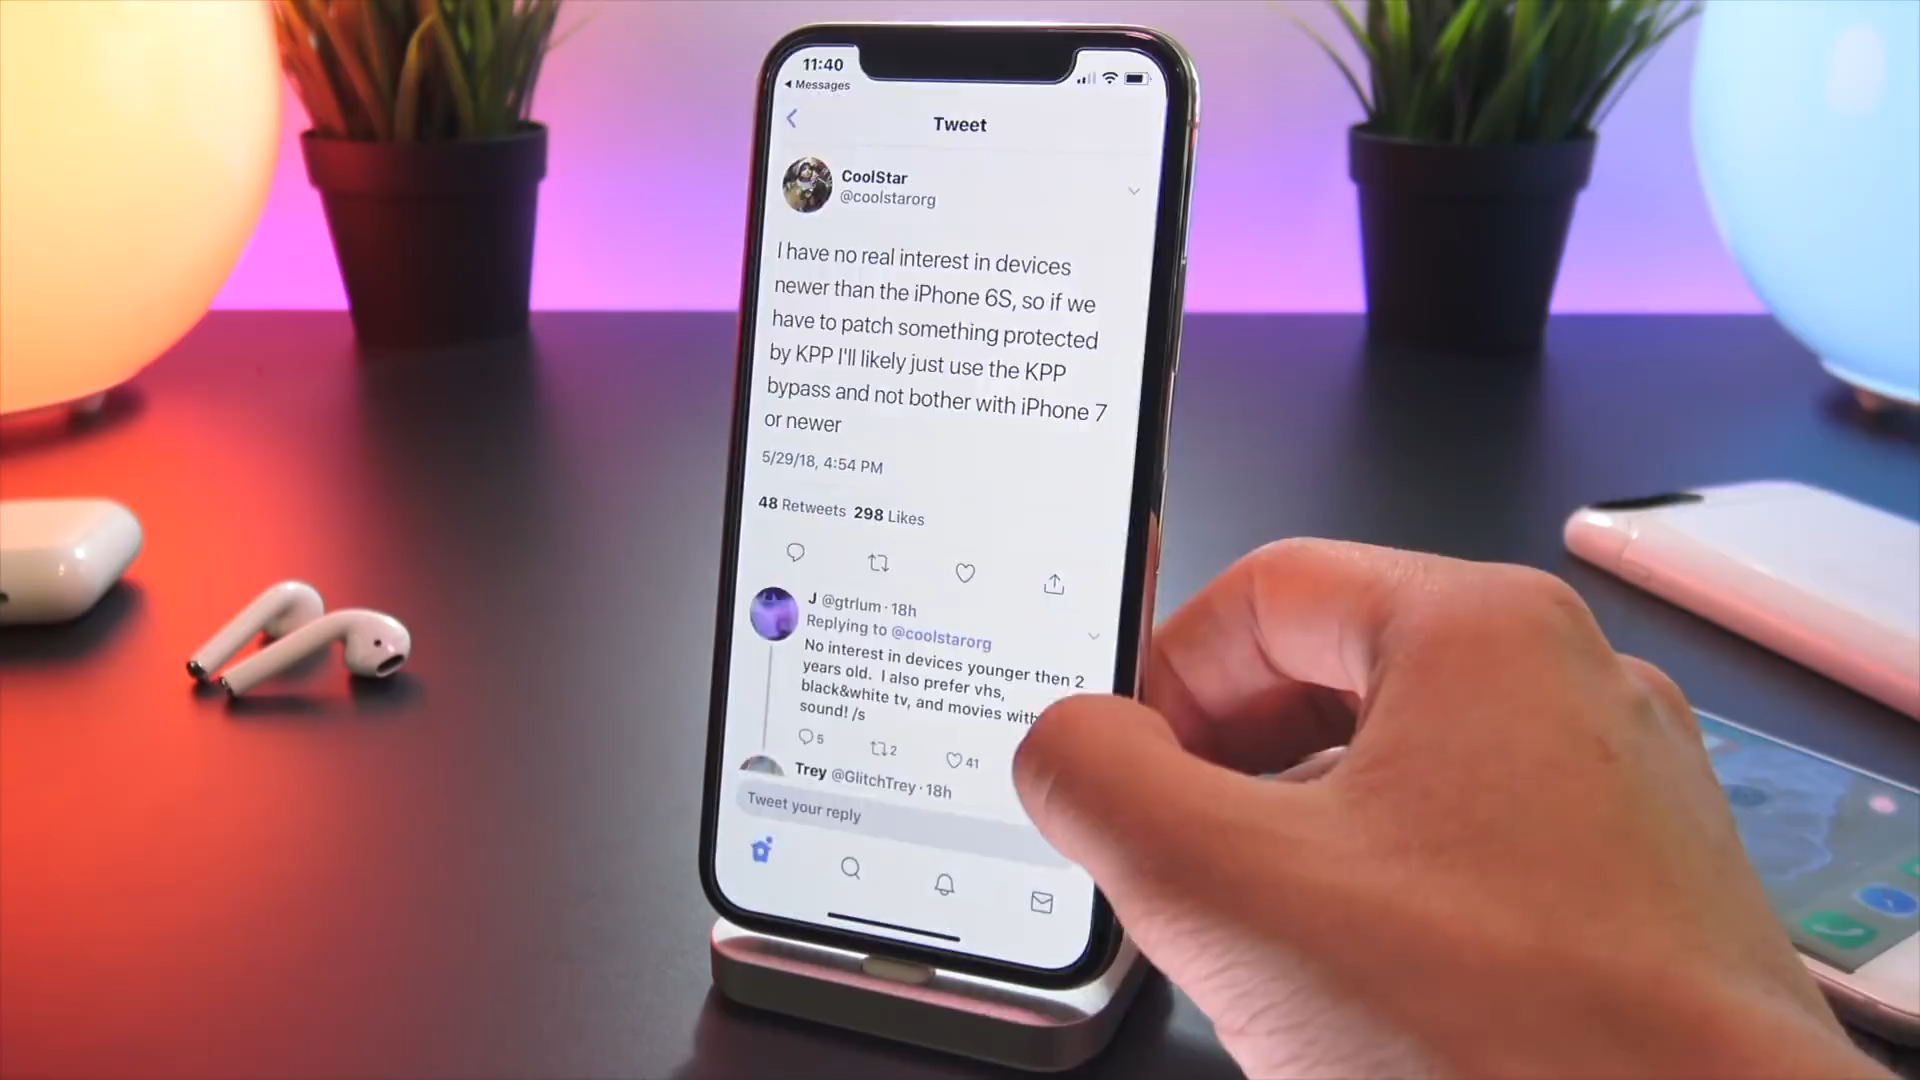 11:40
Messages
Tweet
CoolStar
@coolstarorg
I have no real interest in devices
newer than the iPhone 6S, so if we
have to patch something protected
by KPP I'll likely just use the KPP
bypass and not bother with iPhone 7
or newer
5/29/18, 4:54 PM
48 Retweets 298 Likes
J @gtrlum · 18h
Replying to @coolstarorg
No interest in devices younger then 2
years old. I also prefer vhs,
black&white tv, and movies with
sound! /s
5 2 41
Trey @GlitchTrey · 18h
Tweet your reply